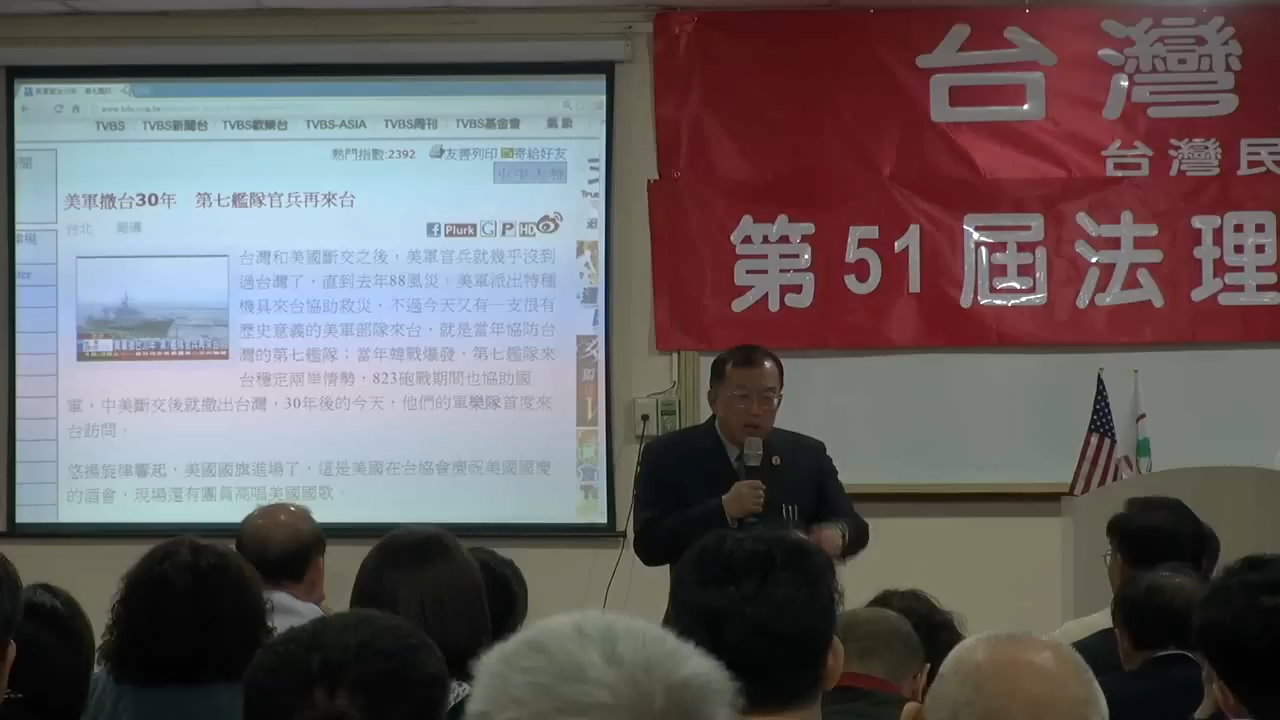 TVBS TVBS新聞台 TVBS歡樂台 TVBS-ASIA TVBS周刊 TVBS基金會 氣象
熱門指數:2392 友善列印 寄給好友
美軍撤台30年 第七艦隊官兵再來台
台北 報導
Plurk G P HD
台灣和美國斷交之後，美軍官兵就幾乎沒到
過台灣了，直到去年88風災，美軍派出特種
機具來台協助救災，不過今天又有一支很有
歷史意義的美軍部隊來台，就是當年協防台
灣的第七艦隊；當年韓戰爆發，第七艦隊來
台穩定兩岸情勢，823砲戰期間也協助國
軍，中美斷交後就撤出台灣，30年後的今天，他們的軍樂隊首度來
台訪問。
悠揚旋律響起，美國國旗進場了，這是美國在台協會慶祝美國國慶
的酒會，現場還有團員高唱美國國歌。
台灣
台灣民
第51屆法理